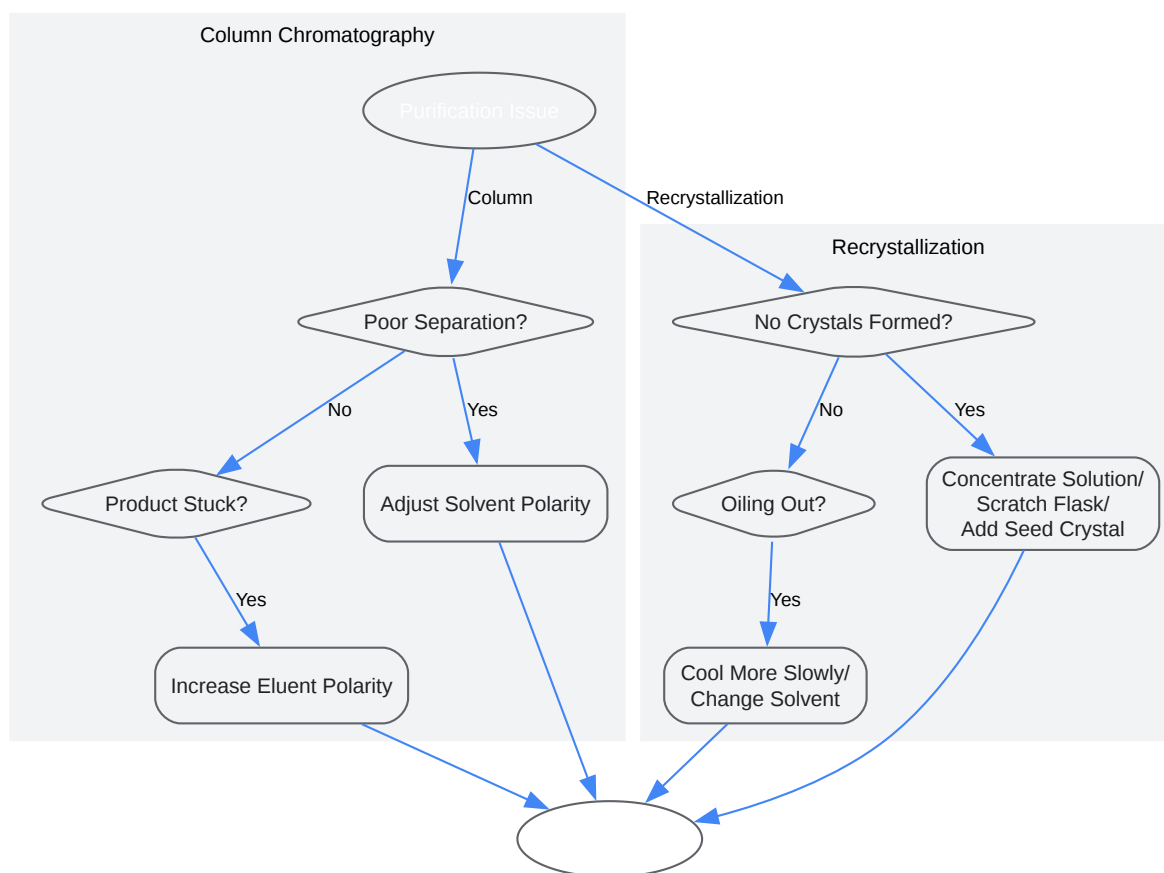 Column Chromatography
Purification Issue
Column
Recrystallization
Recrystallization
Poor Separation?
No Crystals Formed?
No
Yes
No
Yes
Product Stuck?
Adjust Solvent Polarity
Oiling Out?
Concentrate Solution/
Scratch Flask/
Add Seed Crystal
Yes
Yes
Increase Eluent Polarity
Cool More Slowly/
Change Solvent